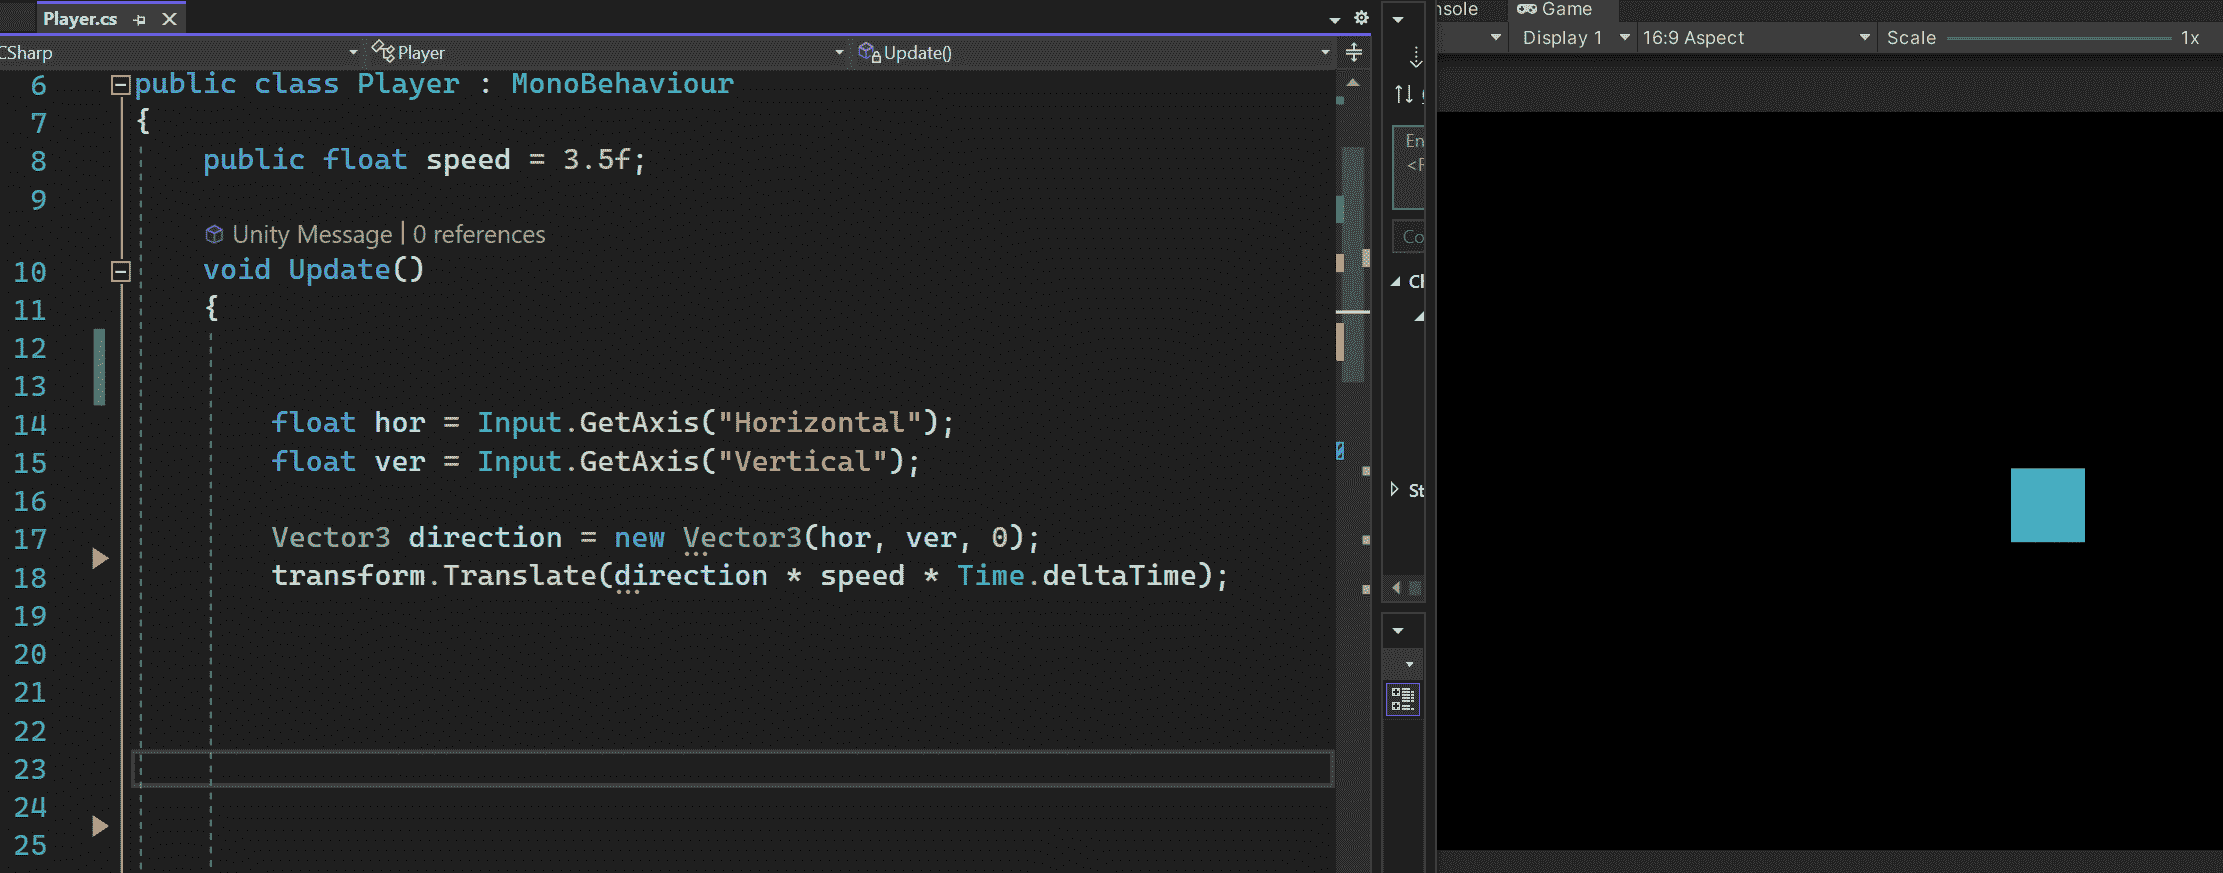 Player.cs
CSharp
Player
Update()
6 public class Player : MonoBehaviour
7 {
8 public float speed = 3.5f;
9
Unity Message | 0 references
10 void Update()
11 {
12
13
14 float hor = Input.GetAxis("Horizontal");
15 float ver = Input.GetAxis("Vertical");
16
17 Vector3 direction = new Vector3(hor, ver, 0);
18 transform.Translate(direction * speed * Time.deltaTime);
19
20
21
22
23
24
25
En
Co
St
nsole
Game
Display 1
16:9 Aspect
Scale
1x